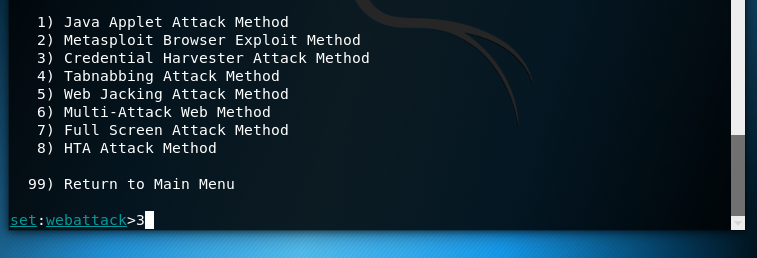 1) Java Applet Attack Method
2) Metasploit Browser Exploit Method
3) Credential Harvester Attack Method
4) Tabnabbing Attack Method
5) Web Jacking Attack Method
6) Multi-Attack Web Method
7) Full Screen Attack Method
8) HTA Attack Method
99) Return to Main Menu
set:webattack>3